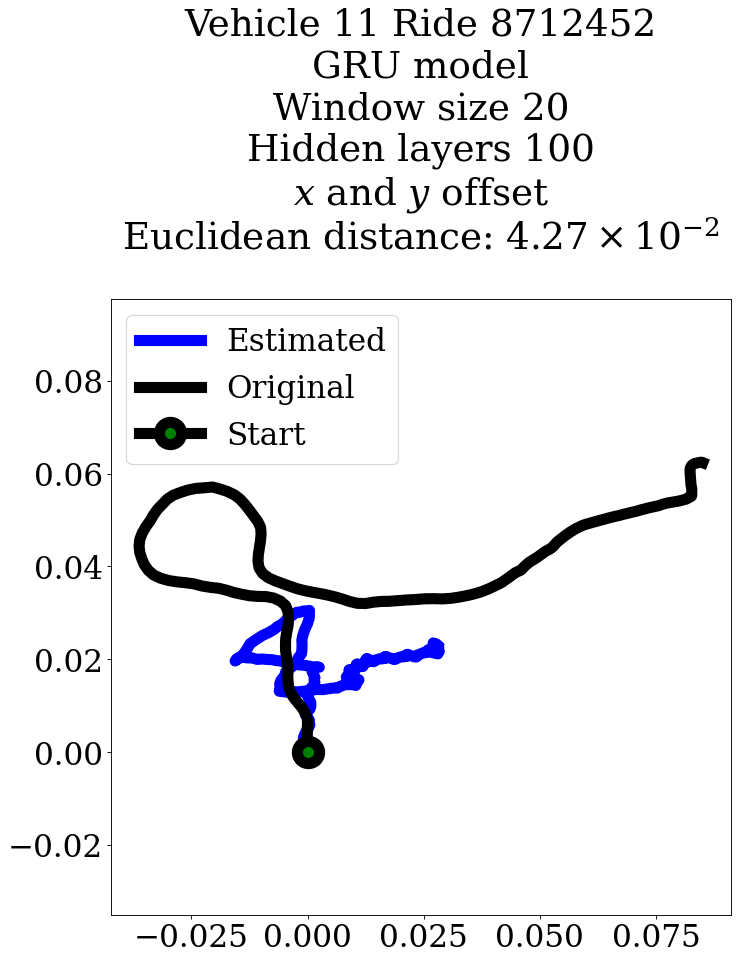 Vehicle 11 Ride 8712452
GRU model
Window size 20
Hidden layers 100
x and y offset
Euclidean distance: 4.27 × 10⁻²
Estimated
Original
Start
0.08
0.06
0.04
0.02
0.00
−0.02
−0.025 0.000 0.025 0.050 0.075